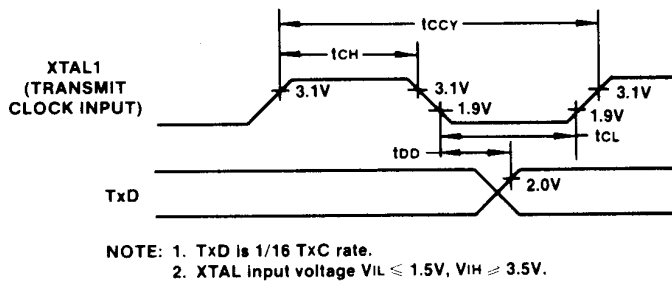 tCCY
tCH
XTAL1
(TRANSMIT
CLOCK INPUT)
3.1V
3.1V
3.1V
1.9V
1.9V
tCL
tDD
TxD
2.0V
NOTE: 1. TxD is 1/16 TxC rate.
2. XTAL input voltage VIL ≤ 1.5V, VIH ≥ 3.5V.